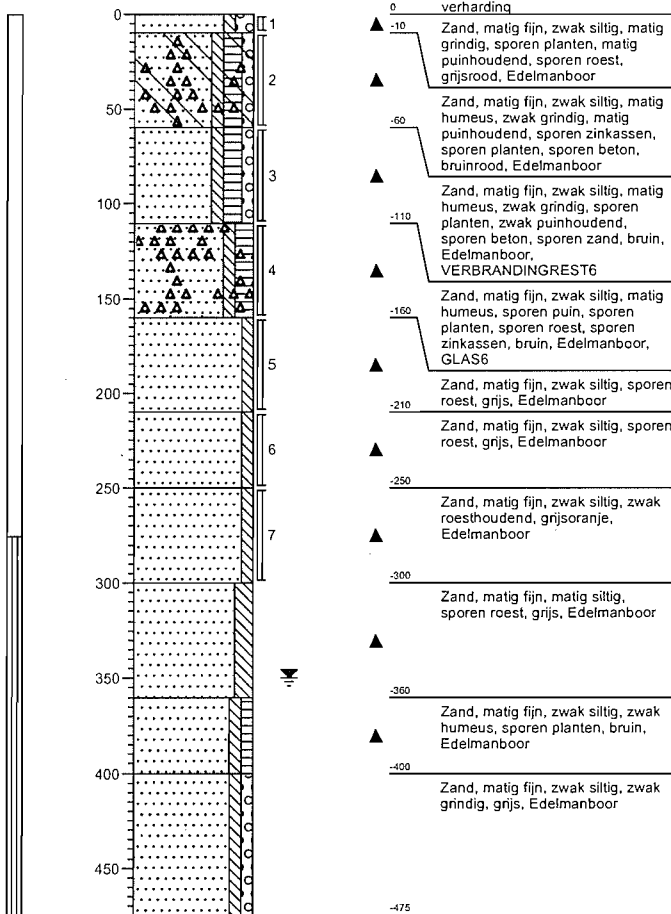 0
50
100
150
200
250
300
350
400
450
1
2
3
4
5
6
7
0
verharding
-10
Zand, matig fijn, zwak siltig, matig
grindig, sporen planten, matig
puinhoudend, sporen roest,
grijsrood, Edelmanboor
-60
Zand, matig fijn, zwak siltig, matig
humeus, zwak grindig, matig
puinhoudend, sporen zinkassen,
sporen planten, sporen beton,
bruinrood, Edelmanboor
-110
Zand, matig fijn, zwak siltig, matig
humeus, zwak grindig, sporen
planten, zwak puinhoudend,
sporen beton, sporen zand, bruin,
Edelmanboor,
VERBRANDINGREST6
-160
Zand, matig fijn, zwak siltig, matig
humeus, sporen puin, sporen
planten, sporen roest, sporen
zinkassen, bruin, Edelmanboor,
GLAS6
Zand, matig fijn, zwak siltig, sporen
roest, grijs, Edelmanboor
-210
Zand, matig fijn, zwak siltig, sporen
roest, grijs, Edelmanboor
-250
Zand, matig fijn, zwak siltig, zwak
roesthoudend, grijsoranje,
Edelmanboor
-300
Zand, matig fijn, matig siltig,
sporen roest, grijs, Edelmanboor
-360
Zand, matig fijn, zwak siltig, zwak
humeus, sporen planten, bruin,
Edelmanboor
-400
Zand, matig fijn, zwak siltig, zwak
grindig, grijs, Edelmanboor
-475